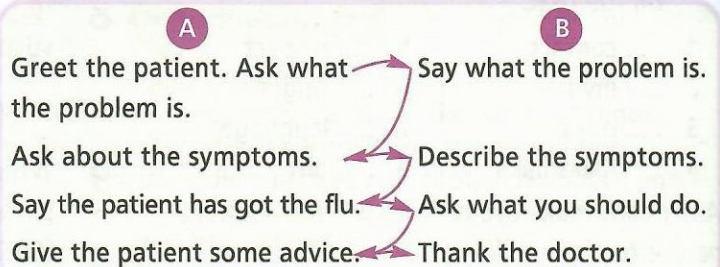 A
B
Greet the patient. Ask what
the problem is.
Say what the problem is.
Ask about the symptoms.
Describe the symptoms.
Say the patient has got the flu.
Ask what you should do.
Give the patient some advice.
Thank the doctor.